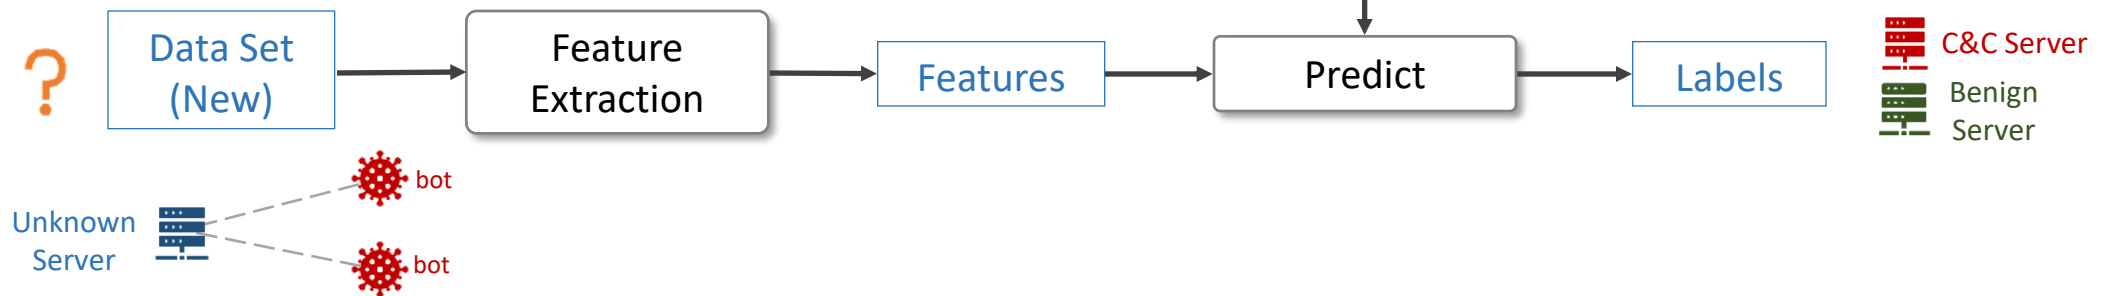 Data Set
(New)
Feature
Extraction
Features
Predict
Labels
C&C Server
Benign
Server
bot
Unknown
Server
bot